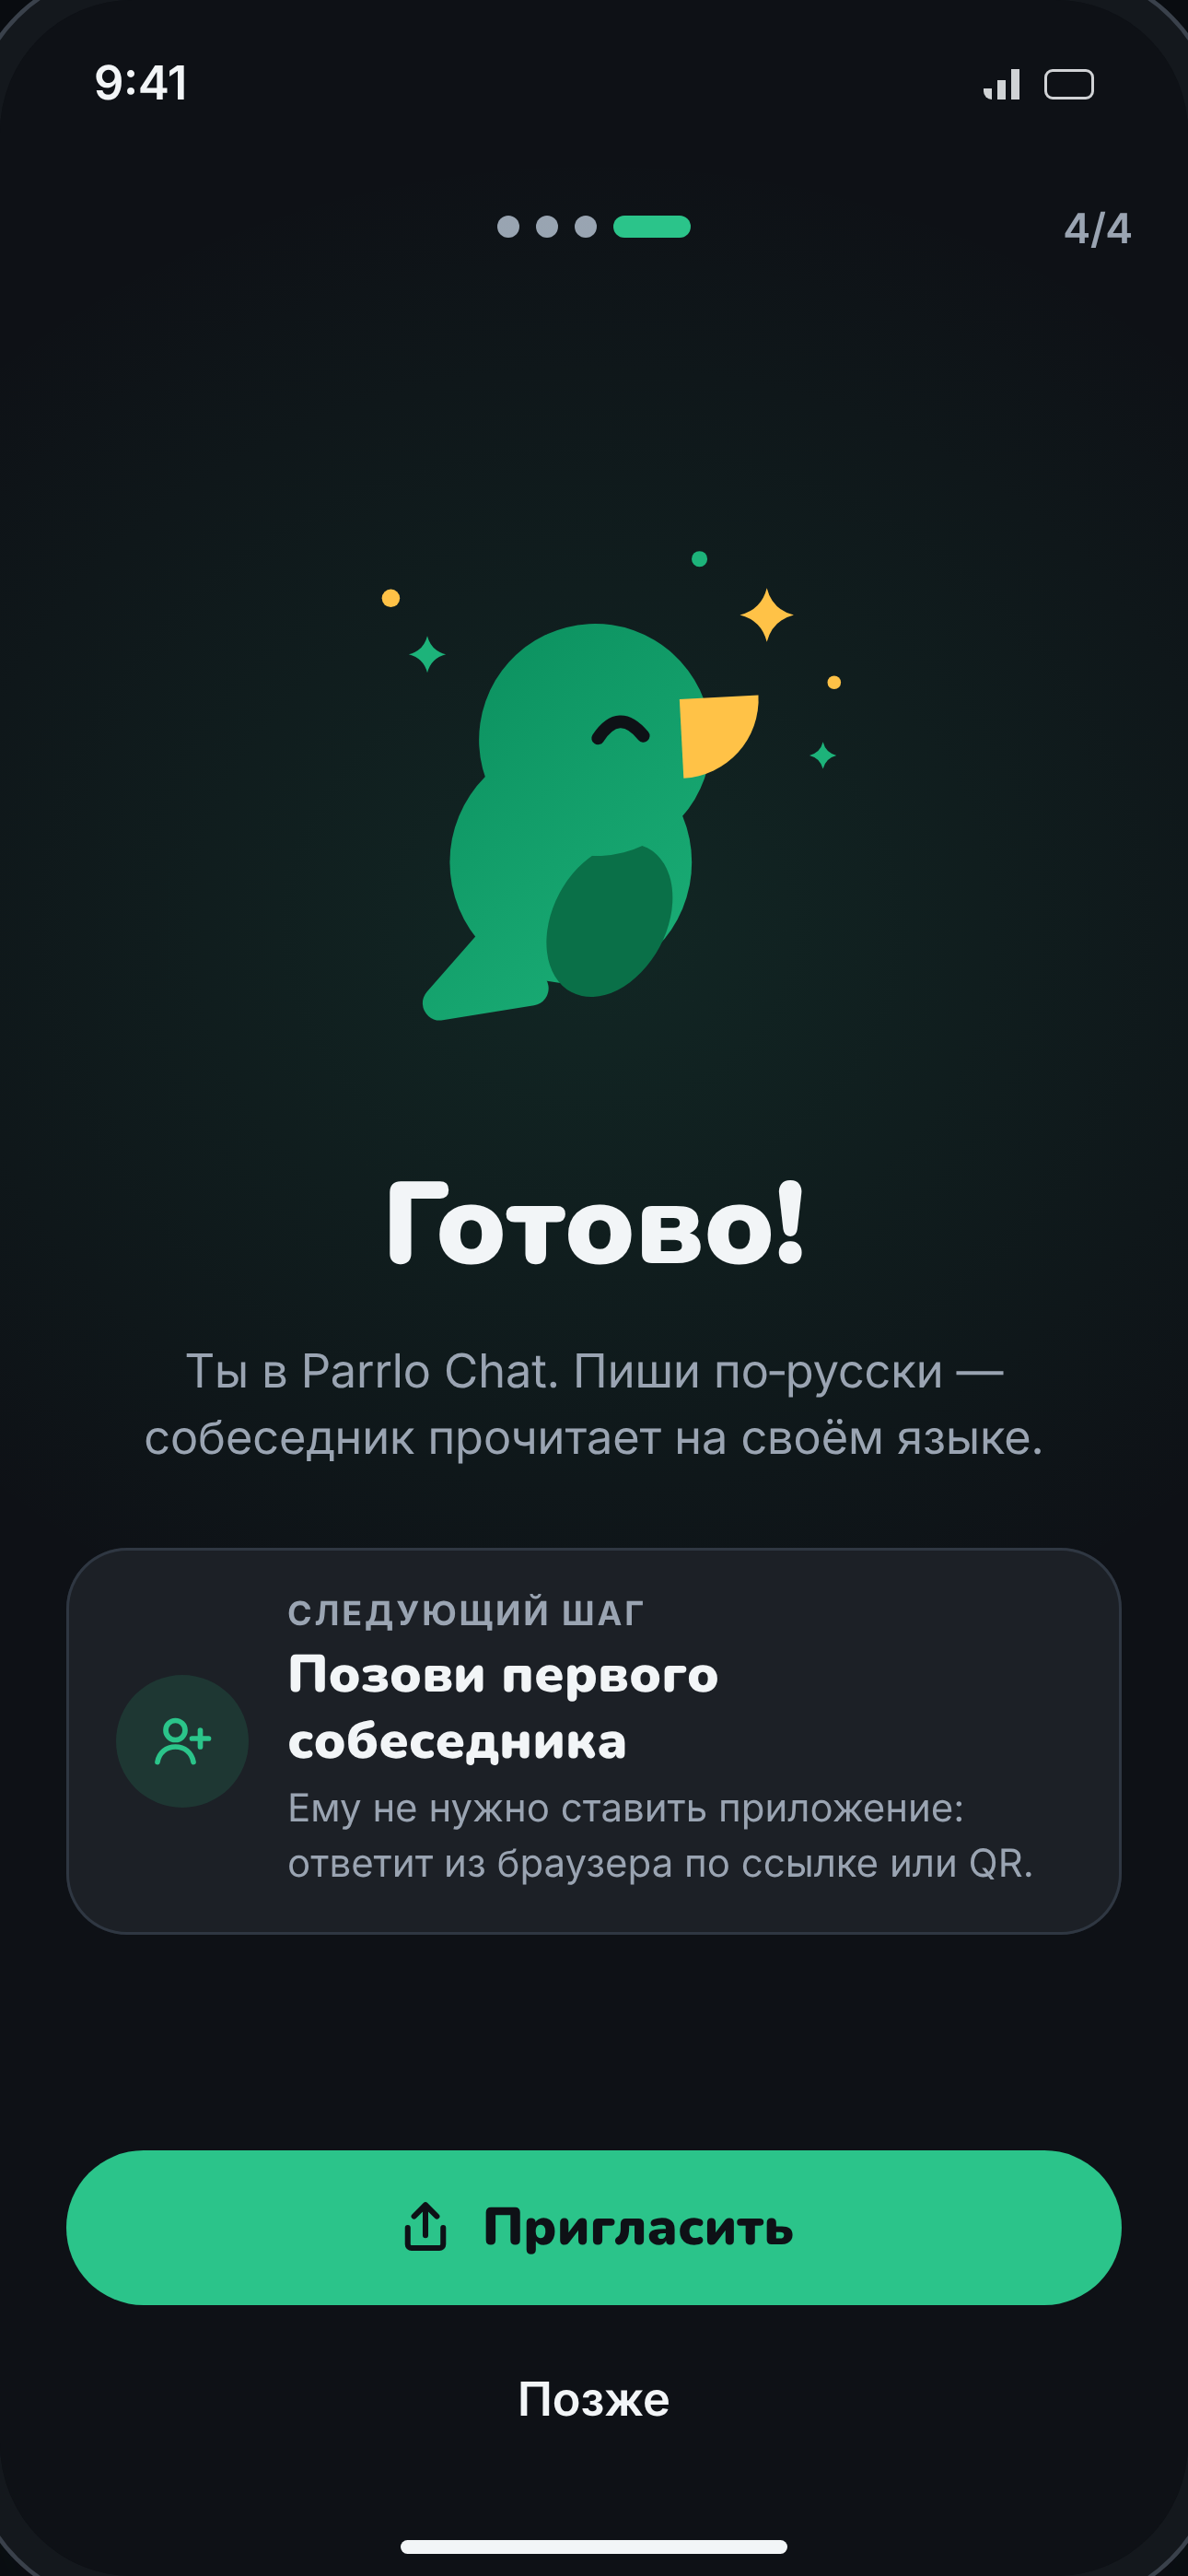 9:41
4/4
Готово!
Ты в Parrlo Chat. Пиши по-русски —
собеседник прочитает на своём языке.
СЛЕДУЮЩИЙ ШАГ
Позови первого
собеседника
Ему не нужно ставить приложение:
ответит из браузера по ссылке или QR.
Пригласить
Позже